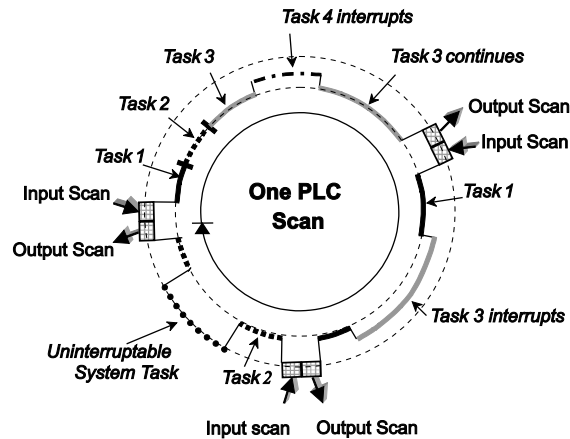 Task 4 interrupts
Task 3
Task 3 continues
Task 2
Output Scan
Input Scan
Task 1
Input Scan
One PLC
Scan
Task 1
Output Scan
Task 3 interrupts
Uninterruptable
System Task
Task 2
Input scan
Output Scan